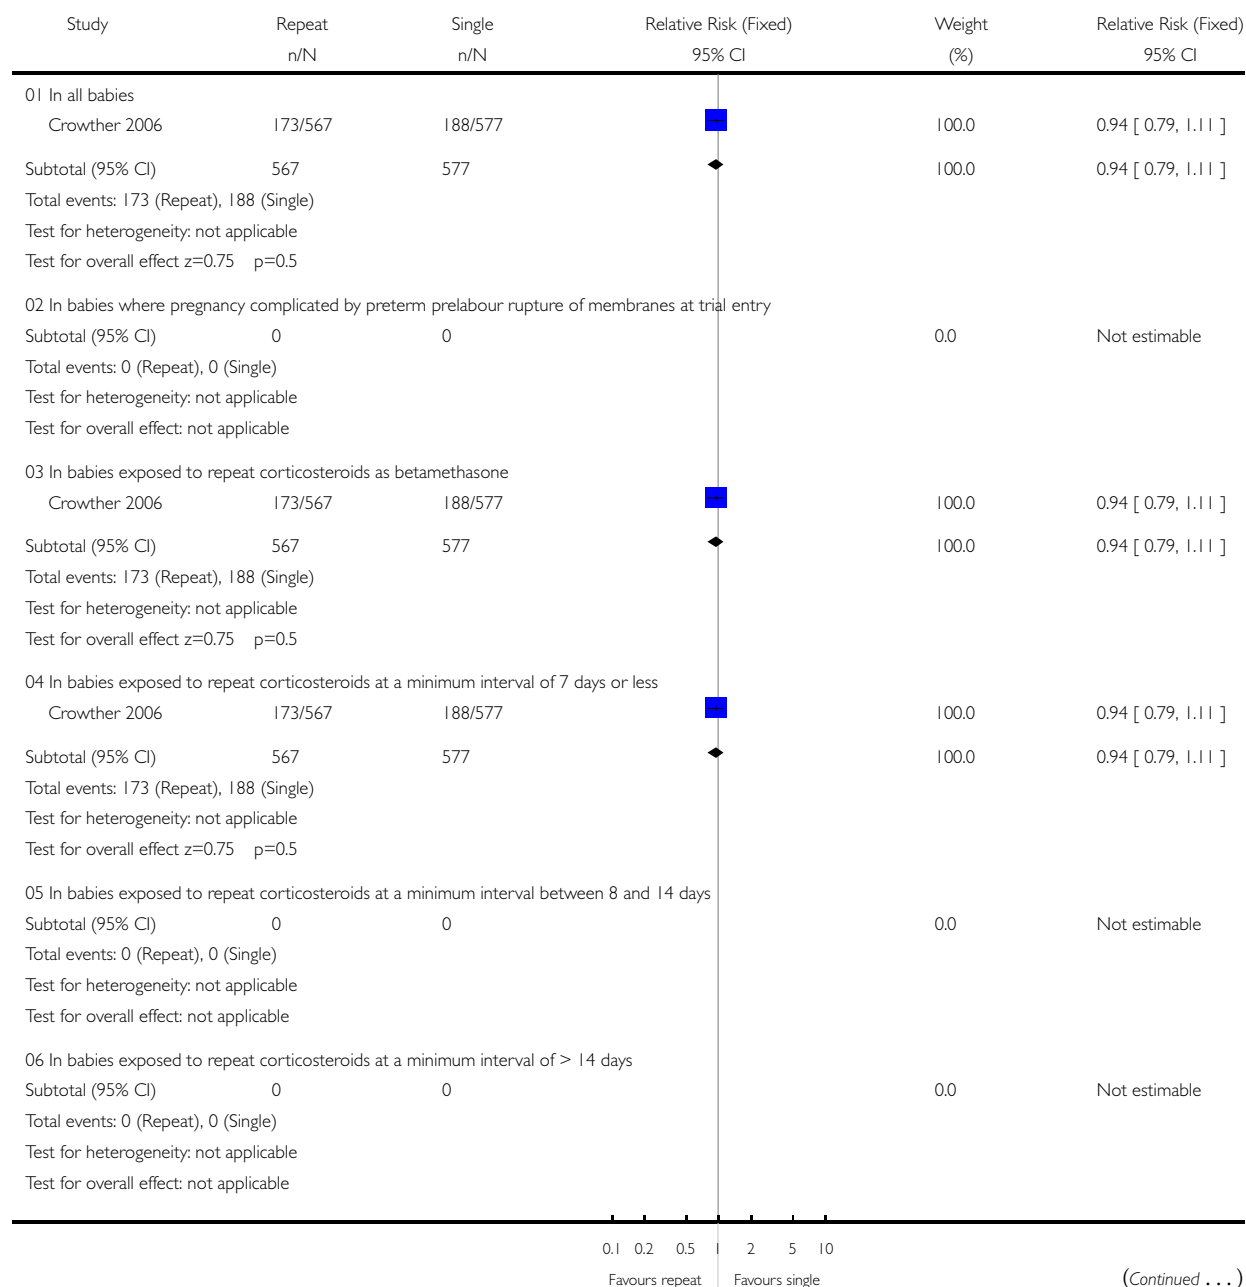 Study Repeat Single Relative Risk (Fixed) Weight Relative Risk (Fixed)
n/N n/N 95% CI (%) 95% CI
01 In all babies
Crowther 2006 173/567 188/577 100.0 0.94 [ 0.79, 1.11 ]
Subtotal (95% CI) 567 577 100.0 0.94 [ 0.79, 1.11 ]
Total events: 173 (Repeat), 188 (Single)
Test for heterogeneity: not applicable
Test for overall effect z=0.75 p=0.5
02 In babies where pregnancy complicated by preterm prelabour rupture of membranes at trial entry
Subtotal (95% CI) 0 0 0.0 Not estimable
Total events: 0 (Repeat), 0 (Single)
Test for heterogeneity: not applicable
Test for overall effect: not applicable
03 In babies exposed to repeat corticosteroids as betamethasone
Crowther 2006 173/567 188/577 100.0 0.94 [ 0.79, 1.11 ]
Subtotal (95% CI) 567 577 100.0 0.94 [ 0.79, 1.11 ]
Total events: 173 (Repeat), 188 (Single)
Test for heterogeneity: not applicable
Test for overall effect z=0.75 p=0.5
04 In babies exposed to repeat corticosteroids at a minimum interval of 7 days or less
Crowther 2006 173/567 188/577 100.0 0.94 [ 0.79, 1.11 ]
Subtotal (95% CI) 567 577 100.0 0.94 [ 0.79, 1.11 ]
Total events: 173 (Repeat), 188 (Single)
Test for heterogeneity: not applicable
Test for overall effect z=0.75 p=0.5
05 In babies exposed to repeat corticosteroids at a minimum interval between 8 and 14 days
Subtotal (95% CI) 0 0 0.0 Not estimable
Total events: 0 (Repeat), 0 (Single)
Test for heterogeneity: not applicable
Test for overall effect: not applicable
06 In babies exposed to repeat corticosteroids at a minimum interval of > 14 days
Subtotal (95% CI) 0 0 0.0 Not estimable
Total events: 0 (Repeat), 0 (Single)
Test for heterogeneity: not applicable
Test for overall effect: not applicable
0.1 0.2 0.5 1 2 5 10
Favours repeat Favours single (Continued . . . )